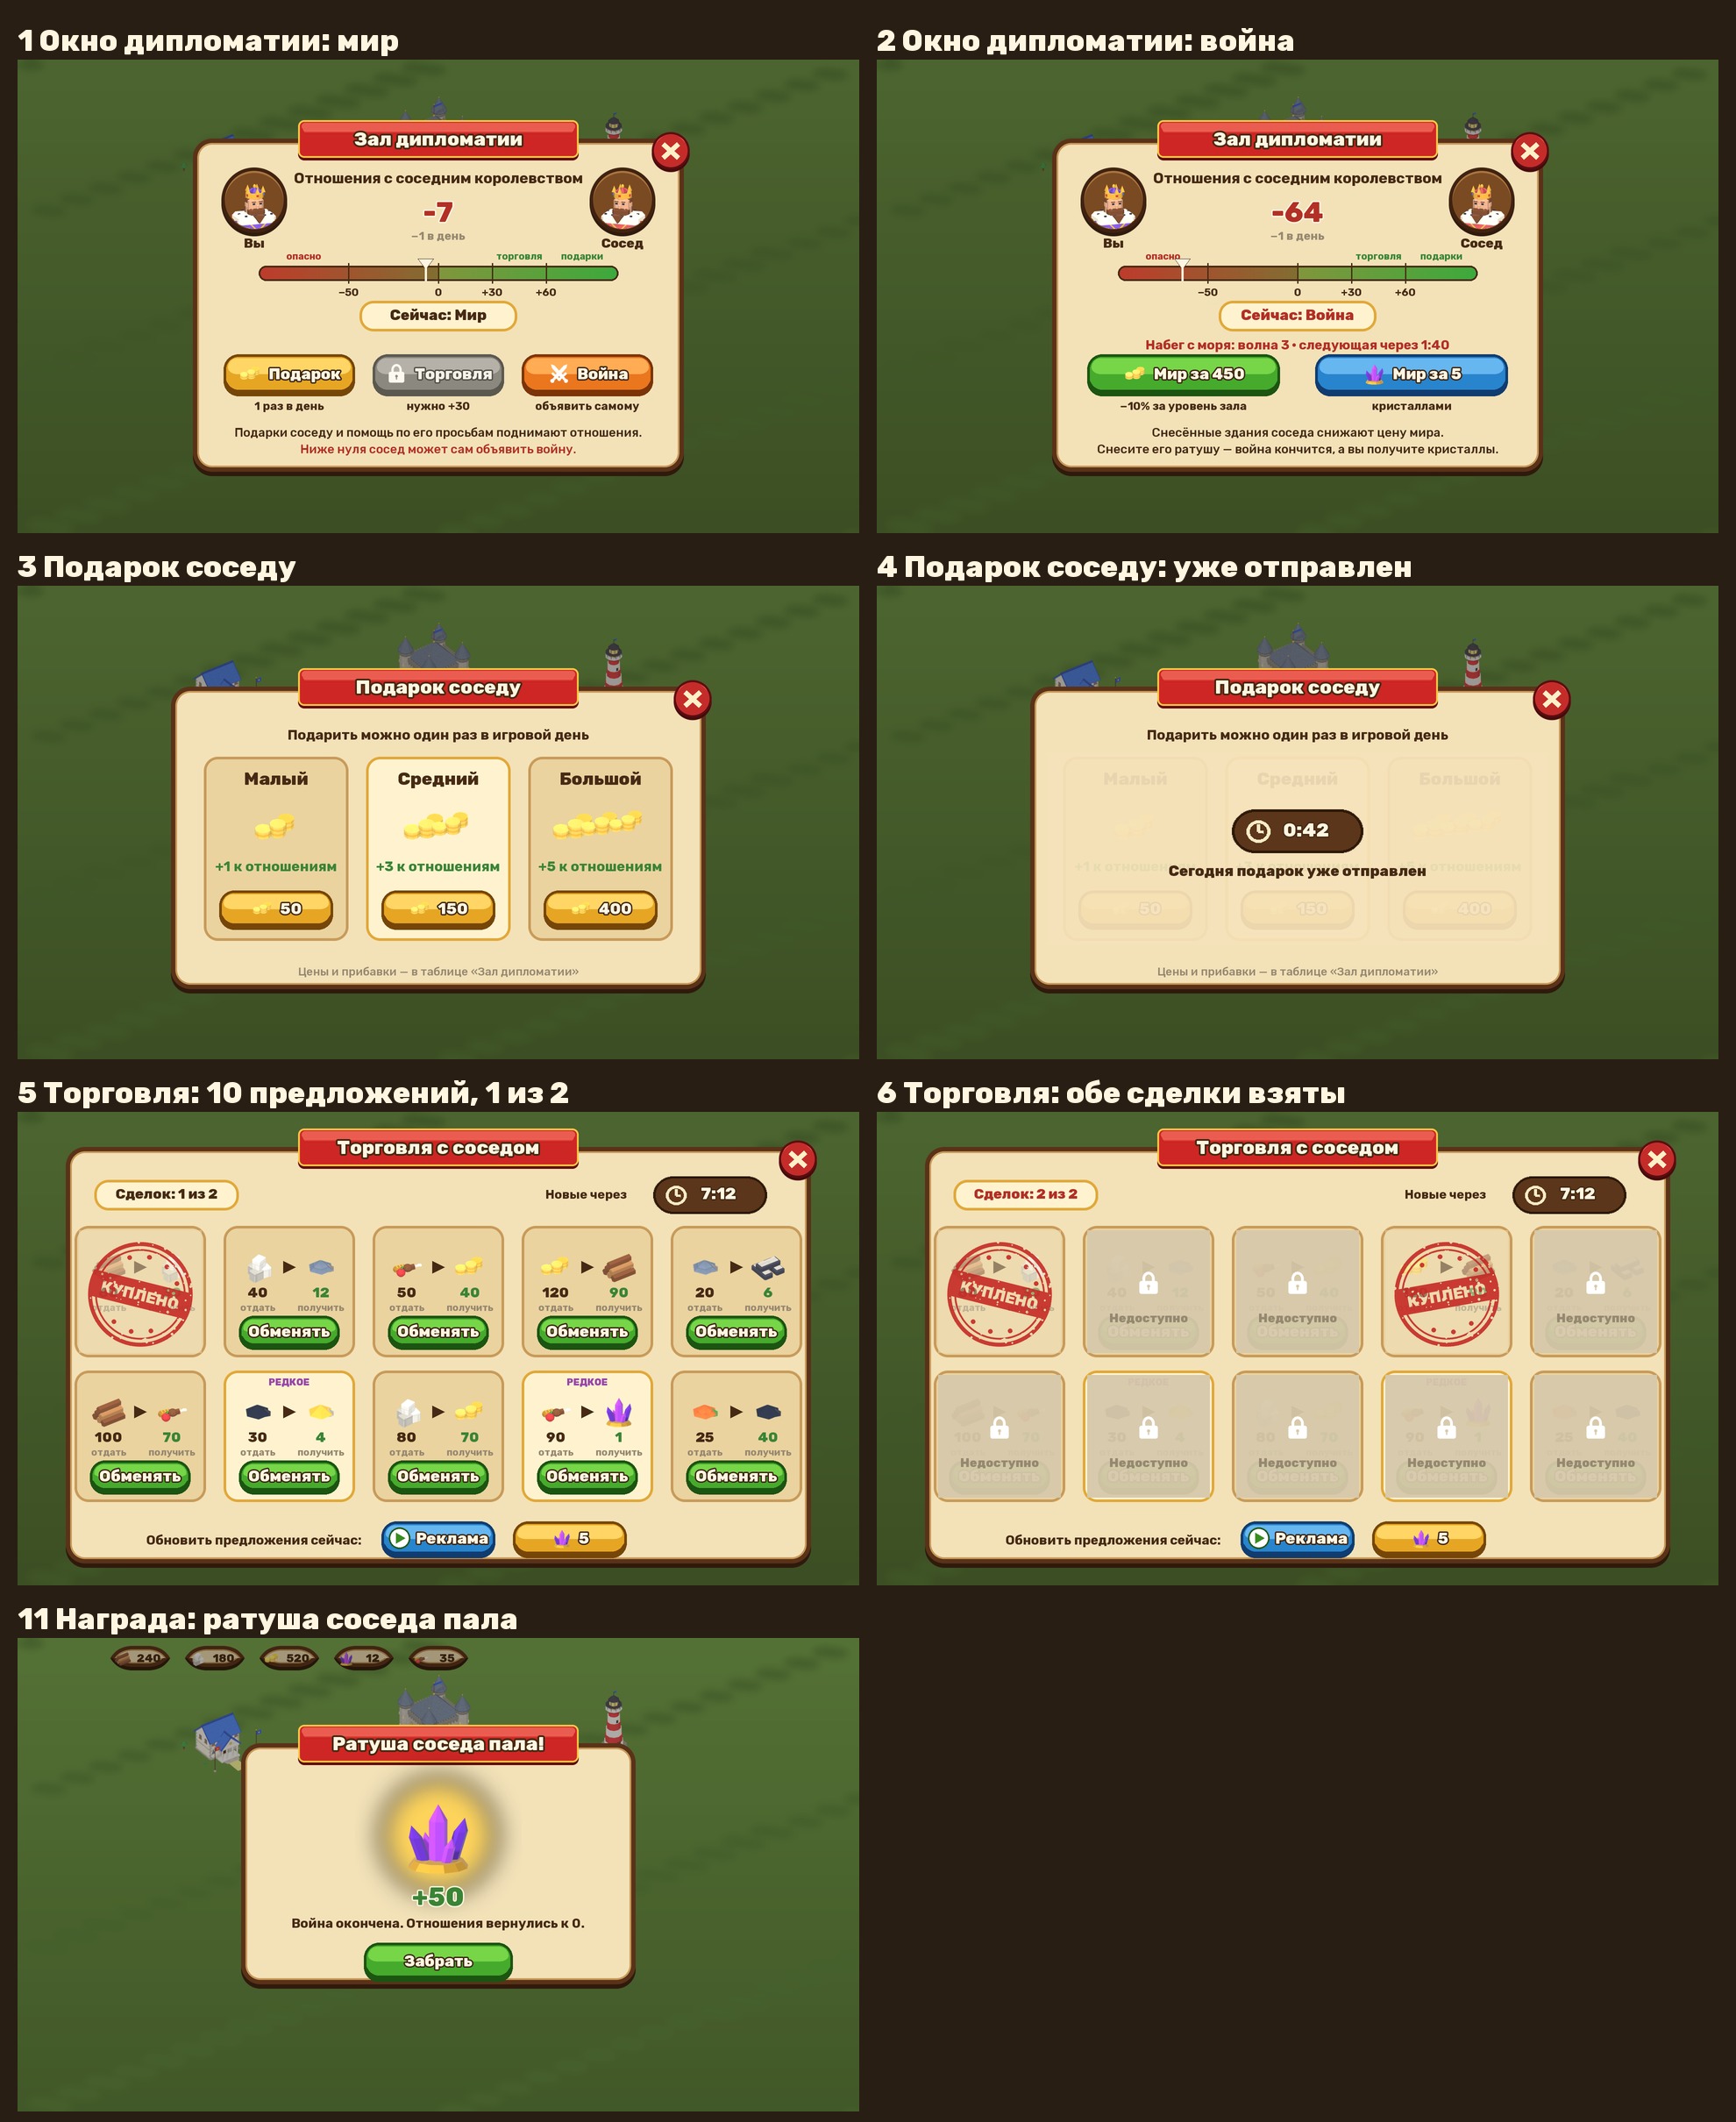 1 Окно дипломатии: мир
Зал дипломатии
Отношения с соседним королевством
-7
−1 в день
Вы
Сосед
опасно
торговля
подарки
−50
0
+30
+60
Сейчас: Мир
Подарок
Торговля
Война
1 раз в день
нужно +30
объявить самому
Подарки соседу и помощь по его просьбам поднимают отношения.
Ниже нуля сосед может сам объявить войну.
2 Окно дипломатии: война
Зал дипломатии
Отношения с соседним королевством
-64
−1 в день
Вы
Сосед
опасно
торговля
подарки
−50
0
+30
+60
Сейчас: Война
Набег с моря: волна 3 • следующая через 1:40
Мир за 450
Мир за 5
−10% за уровень зала
кристаллами
Снесённые здания соседа снижают цену мира.
Снесите его ратушу — война кончится, а вы получите кристаллы.
3 Подарок соседу
Подарок соседу
Подарить можно один раз в игровой день
Малый
Средний
Большой
+1 к отношениям
+3 к отношениям
+5 к отношениям
50
150
400
Цены и прибавки — в таблице «Зал дипломатии»
4 Подарок соседу: уже отправлен
Подарок соседу
Подарить можно один раз в игровой день
Малый
Средний
Большой
0:42
Сегодня подарок уже отправлен
50
150
400
Цены и прибавки — в таблице «Зал дипломатии»
5 Торговля: 10 предложений, 1 из 2
Торговля с соседом
Сделок: 1 из 2
Новые через
7:12
КУПЛЕНО
40
12
отдать
получить
Обменять
50
40
отдать
получить
Обменять
120
90
отдать
получить
Обменять
20
6
отдать
получить
Обменять
100
70
отдать
получить
Обменять
РЕДКОЕ
30
4
отдать
получить
Обменять
80
70
отдать
получить
Обменять
РЕДКОЕ
90
1
отдать
получить
Обменять
25
40
отдать
получить
Обменять
Обновить предложения сейчас:
Реклама
5
6 Торговля: обе сделки взяты
Торговля с соседом
Сделок: 2 из 2
Новые через
7:12
КУПЛЕНО
Недоступно
Недоступно
КУПЛЕНО
Недоступно
Недоступно
Недоступно
Недоступно
Недоступно
Недоступно
Обновить предложения сейчас:
Реклама
5
11 Награда: ратуша соседа пала
240
180
520
12
35
Ратуша соседа пала!
+50
Война окончена. Отношения вернулись к 0.
Забрать